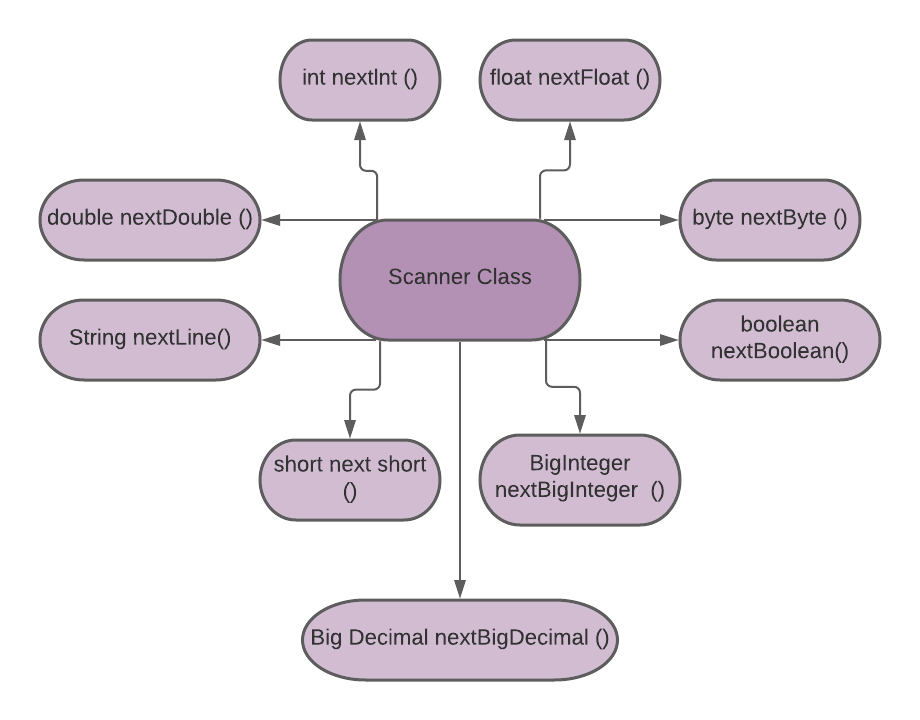 int nextInt ()
float nextFloat ()
double nextDouble ()
byte nextByte ()
Scanner Class
String nextLine()
boolean
nextBoolean()
short next short
()
BigInteger
nextBigInteger  ()
Big Decimal nextBigDecimal ()